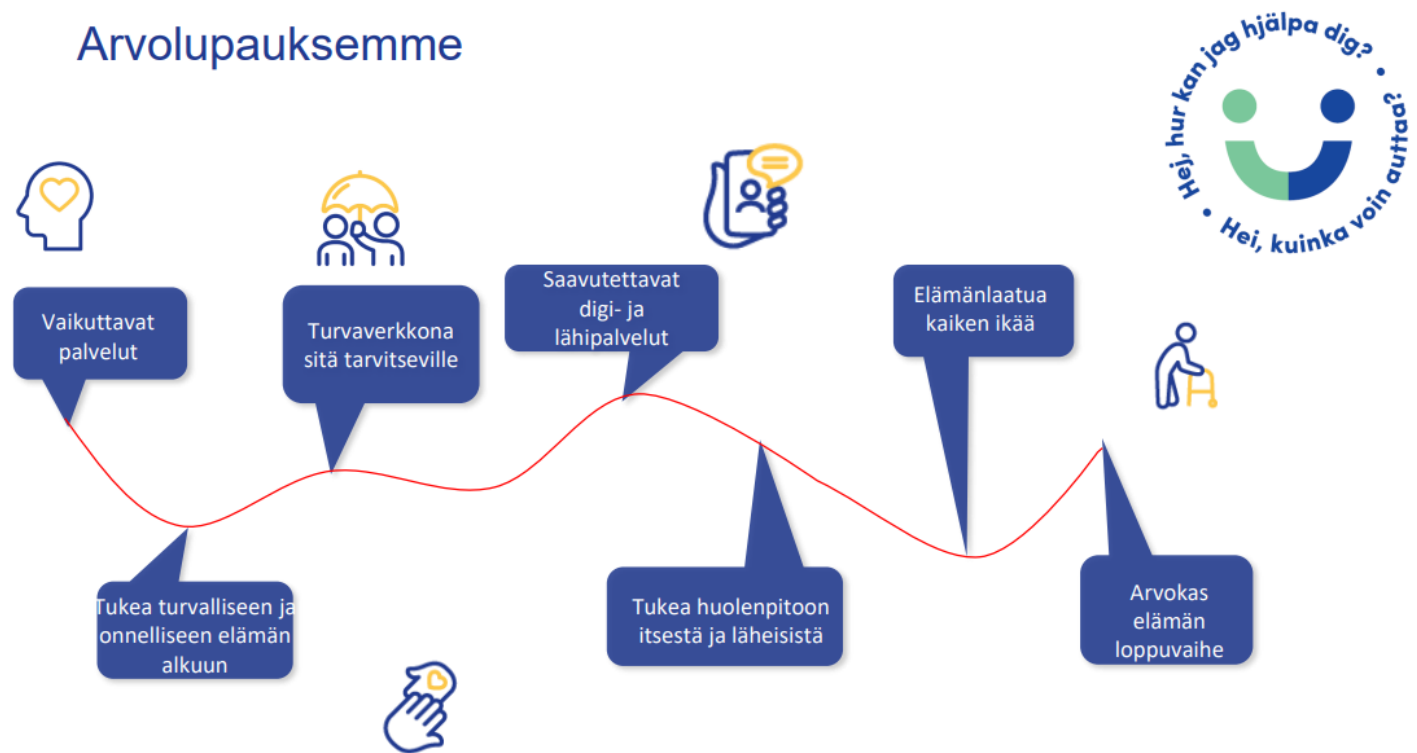 Arvolupauksemme
Hej, hur kan jag hjälpa dig? •
Hei, kuinka voin auttaa? •
Vaikuttavat
palvelut
Tukea turvalliseen ja
onnelliseen elämän
alkuun
Turvaverkkona
sitä tarvitseville
Saavutettavat
digi- ja
lähipalvelut
Tukea huolenpitoon
itsestä ja läheisistä
Elämänlaatua
kaiken ikää
Arvokas
elämän
loppuvaihe